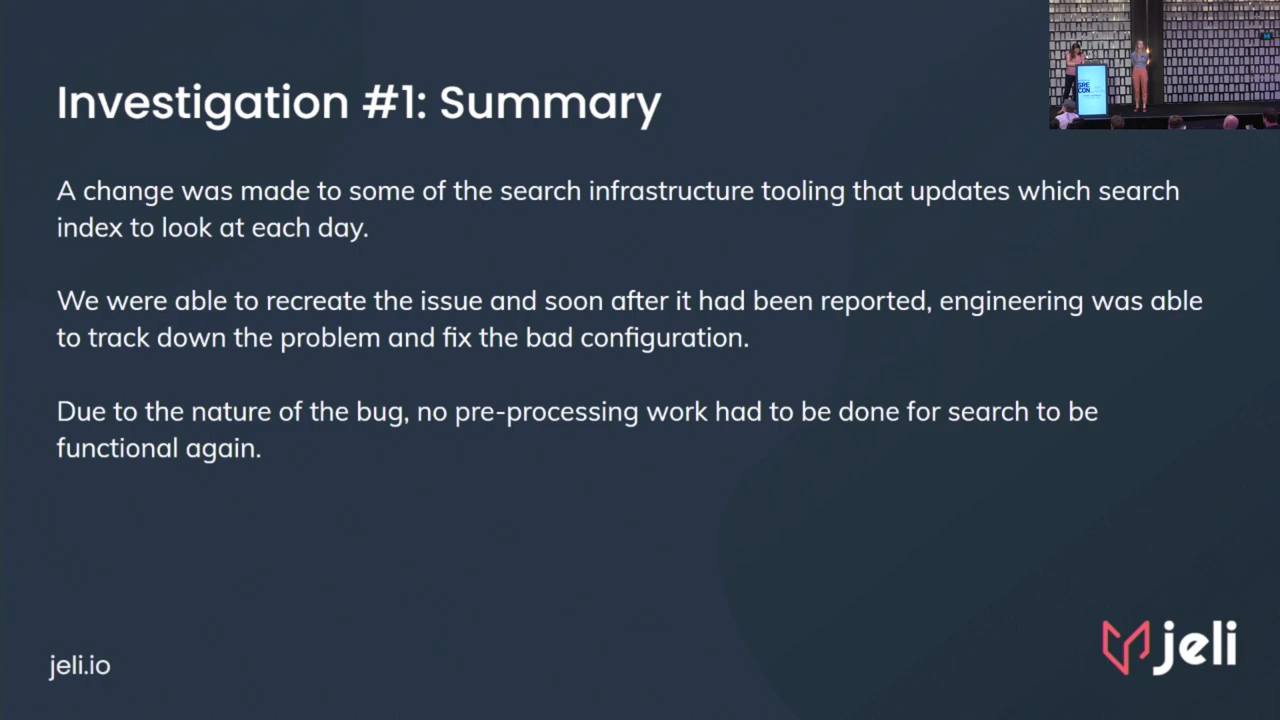 Investigation #1: Summary
A change was made to some of the search infrastructure tooling that updates which search
index to look at each day.
We were able to recreate the issue and soon after it had been reported, engineering was able
to track down the problem and fix the bad configuration.
Due to the nature of the bug, no pre-processing work had to be done for search to be
functional again.
jeli.io
jeli
SRE
CON